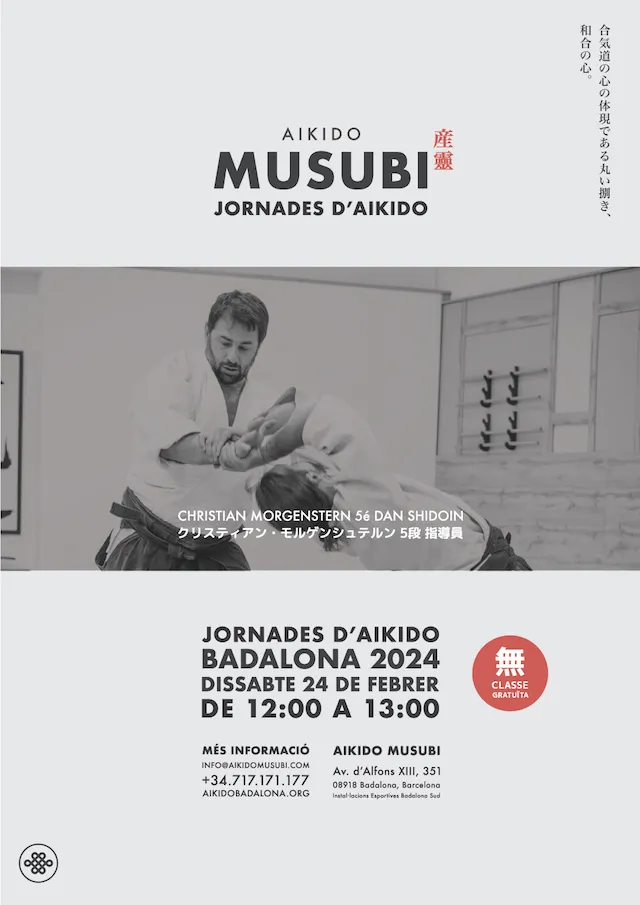 合気道の心の体現である丸い捌き、
和合の心。
AIKIDO
MUSUBI
産靈
JORNADES D’AIKIDO
CHRISTIAN MORGENSTERN 5é DAN SHIDOIN
クリスティアン・モルゲンシュテルン 5段 指導員
JORNADES D’AIKIDO
BADALONA 2024
DISSABTE 24 DE FEBRER
DE 12:00 A 13:00
無
CLASSE
GRATUÏTA
MÉS INFORMACIÓ
INFO@AIKIDOMUSUBI.COM
+34.717.171.177
AIKIDOBADALONA.ORG
AIKIDO MUSUBI
Av. d’Alfons XIII, 351
08918 Badalona, Barcelona
Instal·lacions Esportives Badalona Sud